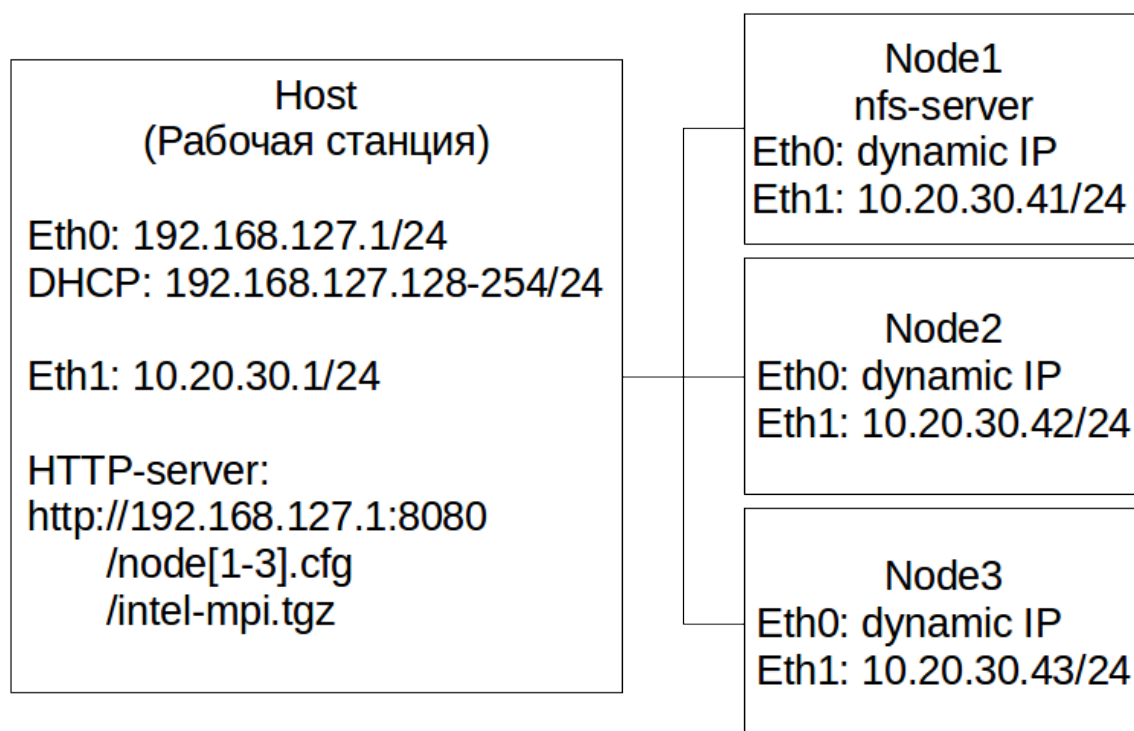 Host
(Рабочая станция)
Eth0: 192.168.127.1/24
DHCP: 192.168.127.128-254/24
Eth1: 10.20.30.1/24
HTTP-server:
http://192.168.127.1:8080
/node[1-3].cfg
/intel-mpi.tgz
Node1
nfs-server
Eth0: dynamic IP
Eth1: 10.20.30.41/24
Node2
Eth0: dynamic IP
Eth1: 10.20.30.42/24
Node3
Eth0: dynamic IP
Eth1: 10.20.30.43/24